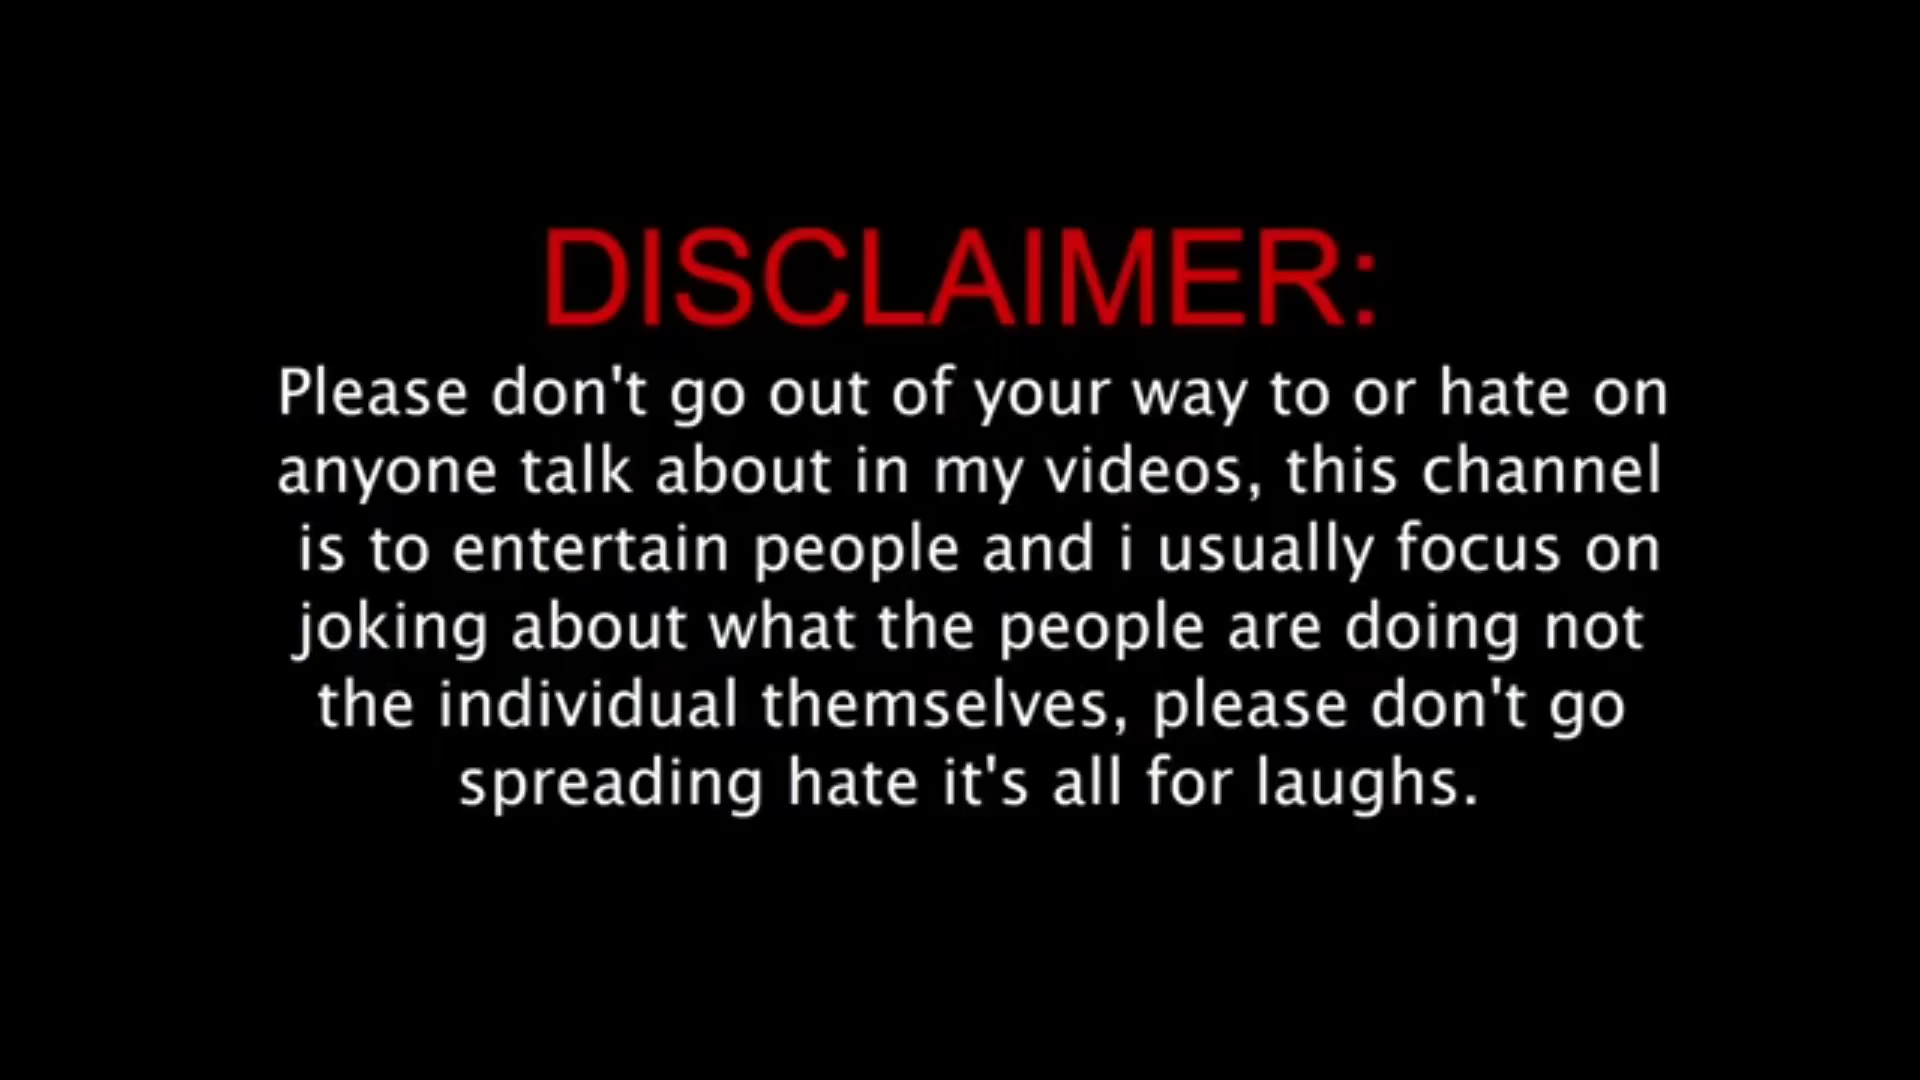 DISCLAIMER:
Please don't go out of your way to or hate on
anyone talk about in my videos, this channel
is to entertain people and i usually focus on
joking about what the people are doing not
the individual themselves, please don't go
spreading hate it's all for laughs.